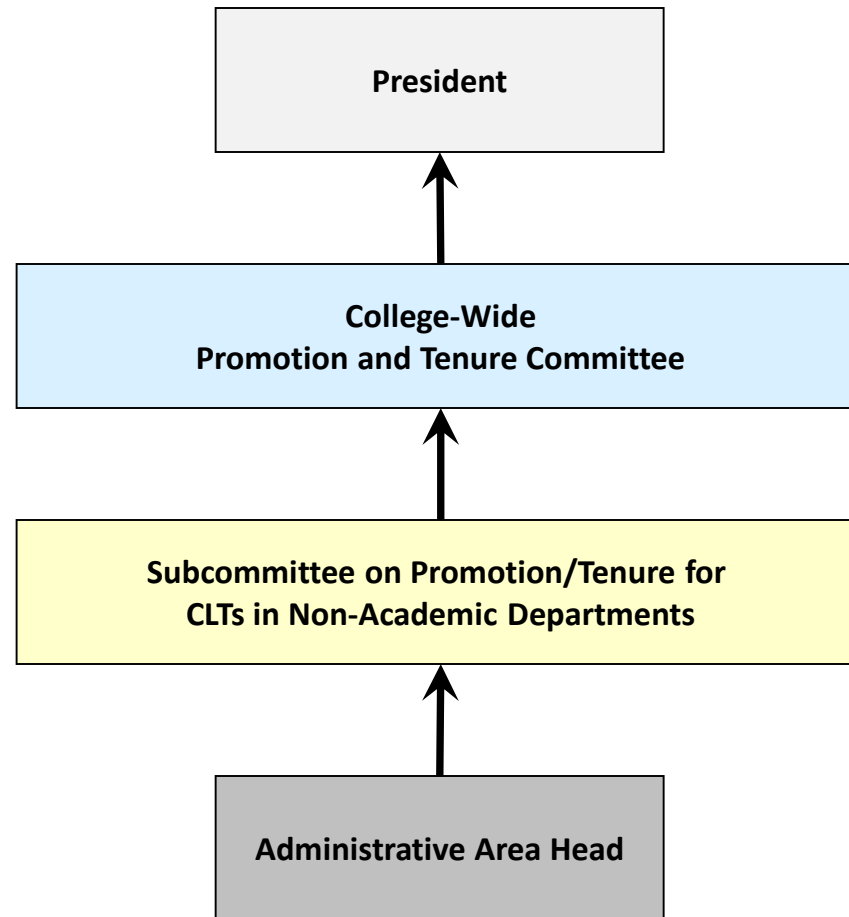 President
College-Wide
Promotion and Tenure Committee
Subcommittee on Promotion/Tenure for
CLTs in Non-Academic Departments
Administrative Area Head